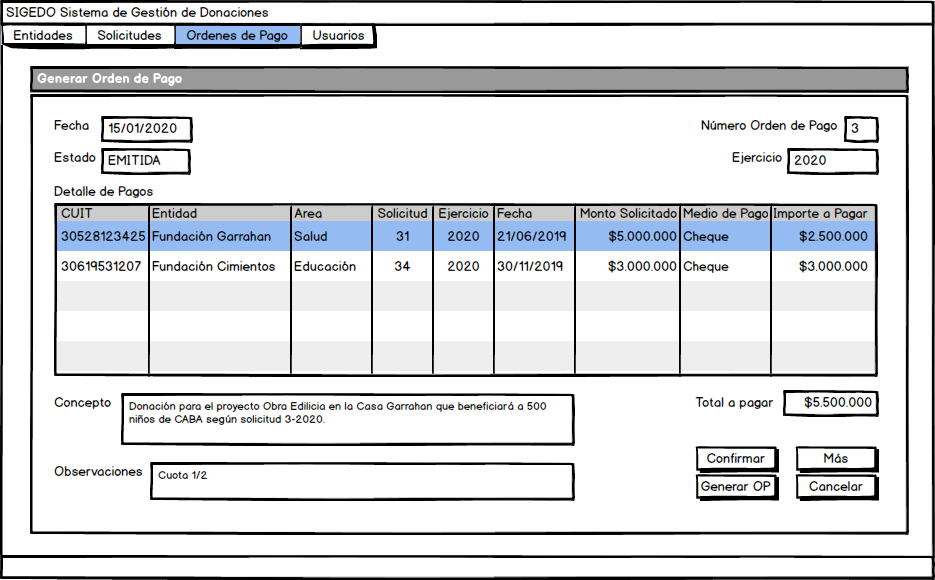 SIGEDO Sistema de Gestión de Donaciones
Entidades Solicitudes Ordenes de Pago Usuarios
Generar Orden de Pago
Fecha 15/01/2020 Número Orden de Pago 3
Estado EMITIDA Ejercicio 2020
Detalle de Pagos
CUIT Entidad Area Solicitud Ejercicio Fecha Monto Solicitado Medio de Pago Importe a Pagar
30528123425 Fundación Garrahan Salud 31 2020 21/06/2019 $5.000.000 Cheque $2.500.000
30619531207 Fundación Cimientos Educación 34 2020 30/11/2019 $3.000.000 Cheque $3.000.000
Concepto Donación para el proyecto Obra Edilicia en la Casa Garrahan que beneficiará a 500
niños de CABA según solicitud 3-2020.
Total a pagar $5.500.000
Confirmar Más
Observaciones Cuota 1/2
Generar OP Cancelar